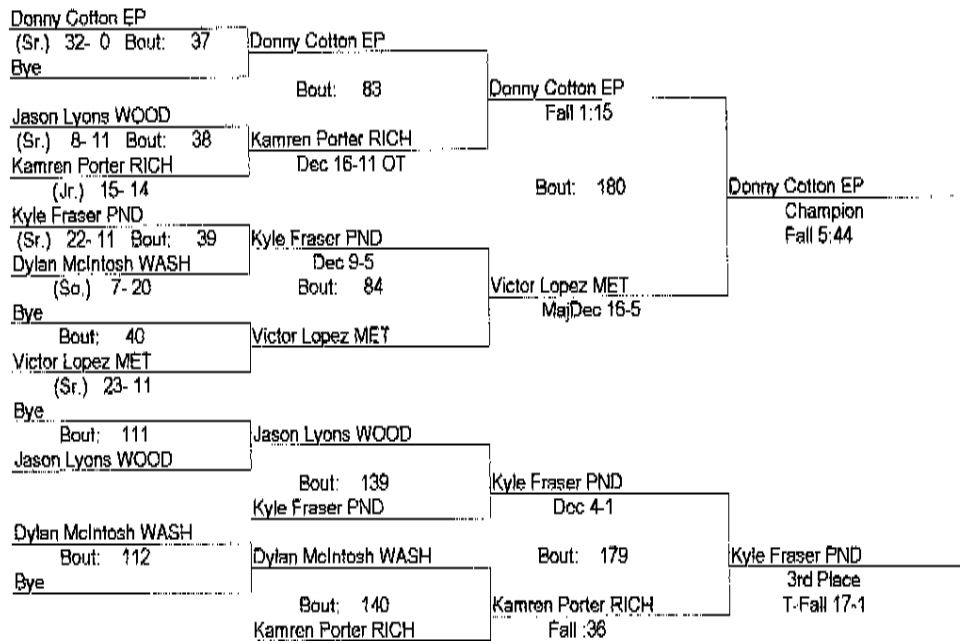 Donny Cotton EP
(Sr.) 32- 0 Bout: 37
Bye
Donny Cotton EP
Bout: 83
Jason Lyons WOOD
(Sr.) 8- 11 Bout: 38
Kamren Porter RICH
(Jr.) 15- 14
Kamren Porter RICH
Dec 16-11 OT
Donny Cotton EP
Fall 1:15
Bout: 180
Kyle Fraser PND
(Sr.) 22- 11 Bout: 39
Dylan McIntosh WASH
(So.) 7- 20
Kyle Fraser PND
Dec 9-5
Bout: 84
Bye
Bout: 40
Victor Lopez MET
(Sr.) 23- 11
Victor Lopez MET
Victor Lopez MET
MajDec 16-5
Donny Cotton EP
Champion
Fall 5:44
Bye
Bout: 111
Jason Lyons WOOD
Jason Lyons WOOD
Bout: 139
Kyle Fraser PND
Kyle Fraser PND
Dec 4-1
Bout: 179
Dylan McIntosh WASH
Bout: 112
Bye
Dylan McIntosh WASH
Bout: 140
Kamren Porter RICH
Kamren Porter RICH
Fall :36
Kyle Fraser PND
3rd Place
T-Fall 17-1